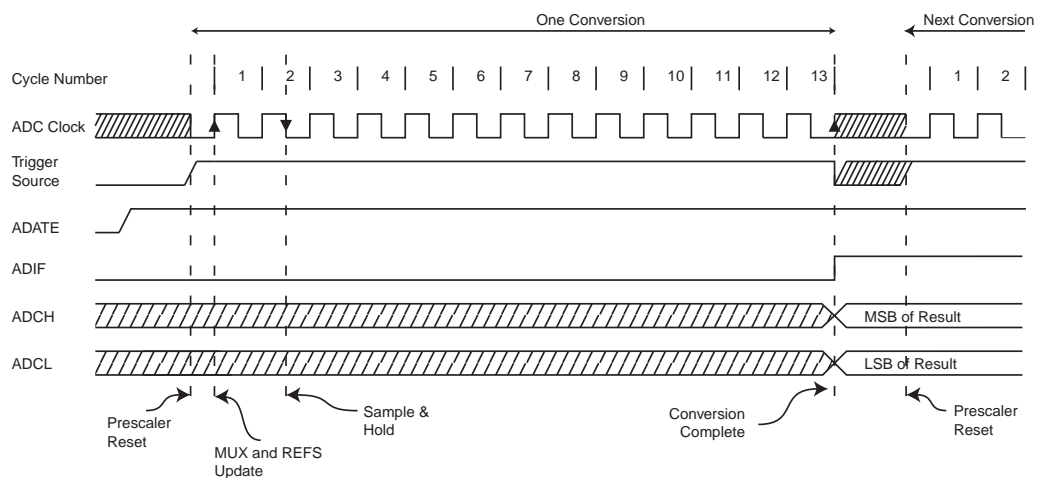 One Conversion
Next Conversion
Cycle Number
1 2 3 4 5 6 7 8 9 10 11 12 13 1 2
ADC Clock
Trigger
Source
ADATE
ADIF
ADCH
MSB of Result
ADCL
LSB of Result
Prescaler
Reset
MUX and REFS
Update
Sample &
Hold
Conversion
Complete
Prescaler
Reset